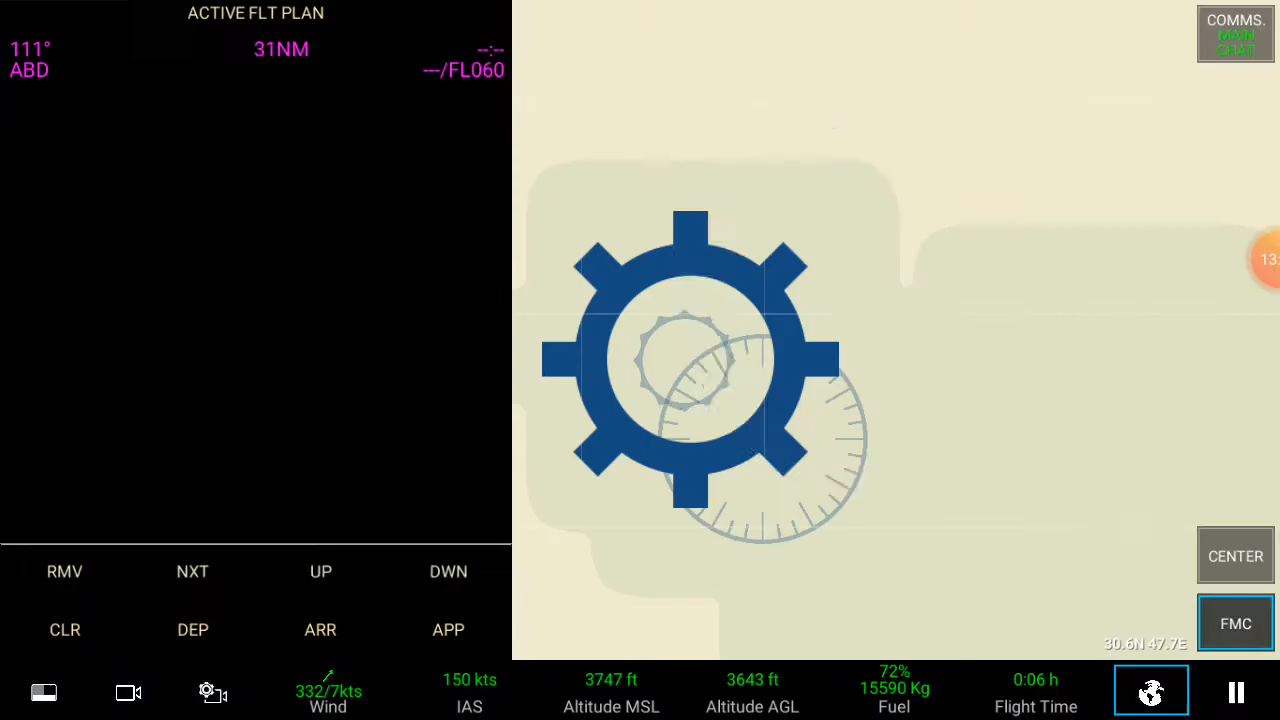 ACTIVE FLT PLAN
111° 31NM --:--
ABD ---/FL060
COMMS.
MAIN
CHAT
13:
RMV NXT UP DWN
CLR DEP ARR APP
CENTER
FMC
30.6N 47.7E
332/7kts
Wind
150 kts
IAS
3747 ft
Altitude MSL
3643 ft
Altitude AGL
72%
15590 Kg
Fuel
0:06 h
Flight Time